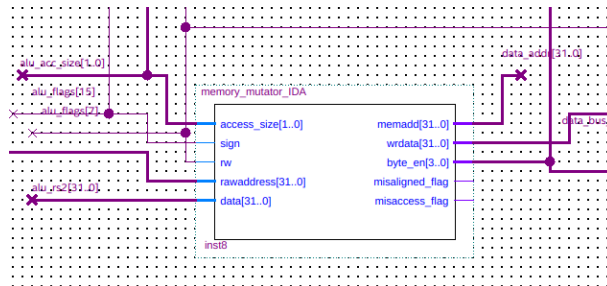 data_addr[31..0]
alu_acc_size[1..0]
alu_flags[15]
memory_mutator_IDA
alu_flags[2]
data_bus
access_size[1..0]
memadd[31..0]
sign
wrdata[31..0]
rw
byte_en[3..0]
rawaddress[31..0]
misaligned_flag
alu_rs2[31..0]
data[31..0]
misaccess_flag
inst8